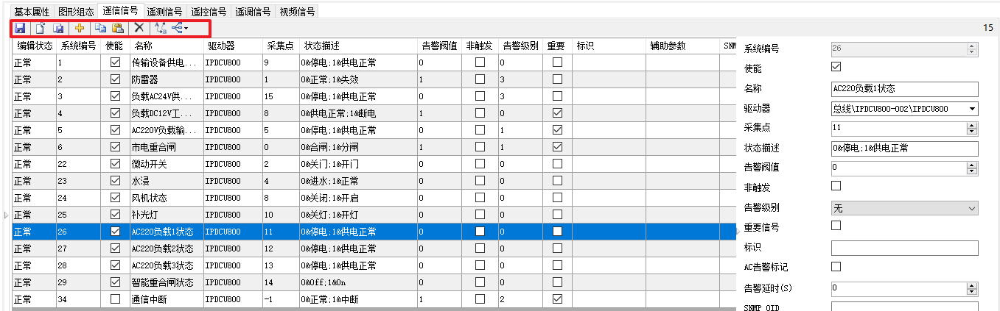 基本属性 图形组态 遥信信号 遥测信号 遥控信号 遥调信号 视频信号
15
编辑状态 系统编号 使能 名称 驱动器 采集点 状态描述 告警阀值 非触发 告警级别 重要 标识 辅助参数 SNM
正常 1 传输设备供电... IPDCU800 9 0&停电;1&供电正常 0 0
正常 2 防雷器 IPDCU800 1 0&正常;1&失效 1 3
正常 3 负载AC24V供... IPDCU800 15 0&停电;1&供电正常 0 3
正常 4 负载DC12V工... IPDCU800 8 0&供电正常;1&断电 1 0
正常 5 AC220V负载输... IPDCU800 5 0&停电;1&供电正常 0 1
正常 6 市电重合闸 IPDCU800 0 0&合闸;1&分闸 1 1
正常 22 微动开关 IPDCU800 2 0&关门;1&开门 0 0
正常 23 水浸 IPDCU800 4 0&进水;1&正常 0 0
正常 24 风机状态 IPDCU800 8 0&关闭;1&开启 0 0
正常 25 补光灯 IPDCU800 10 0&关灯;1&开灯 0 0
正常 26 AC220负载1状态 IPDCU800 11 0&停电;1&供电正常 0 0
正常 27 AC220负载2状态 IPDCU800 12 0&停电;1&供电正常 0 0
正常 28 AC220负载3状态 IPDCU800 13 0&停电;1&供电正常 0 0
正常 29 智能重合闸状态 IPDCU800 14 0&Off;1&On 0 0
正常 34 通信中断 IPDCU800 -1 0&正常;1&中断 1 2
系统编号 26
使能
名称 AC220负载1状态
驱动器 总线\IPDCU800-002\IPDCU800
采集点 11
状态描述 0&停电;1&供电正常
告警阀值 0
非触发
告警级别 无
重要信号
标识
AC告警标记
告警延时(S) 0
SNMP OID